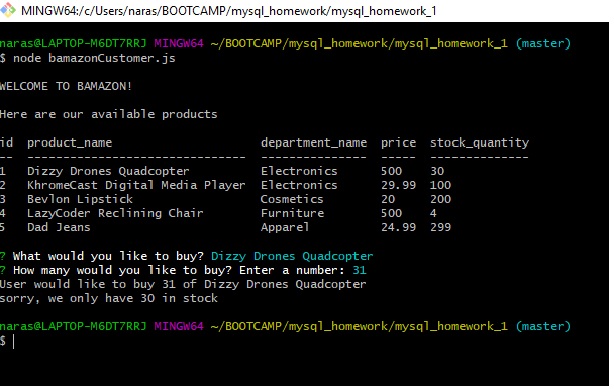 MINGW64:/c/Users/naras/BOOTCAMP/mysql_homework/mysql_homework_1
naras@LAPTOP-M6DT7RRJ MINGW64 ~/BOOTCAMP/mysql_homework/mysql_homework_1 (master)
$ node bamazonCustomer.js
WELCOME TO BAMAZON!
Here are our available products
id product_name department_name price stock_quantity
-- ----------------------------- --------------- ----- --------------
1 Dizzy Drones Quadcopter Electronics 500 30
2 KhromeCast Digital Media Player Electronics 29.99 100
3 Bevlon Lipstick Cosmetics 20 200
4 LazyCoder Reclining Chair Furniture 500 4
5 Dad Jeans Apparel 24.99 299
? What would you like to buy? Dizzy Drones Quadcopter
? How many would you like to buy? Enter a number: 31
User would like to buy 31 of Dizzy Drones Quadcopter
sorry, we only have 30 in stock
naras@LAPTOP-M6DT7RRJ MINGW64 ~/BOOTCAMP/mysql_homework/mysql_homework_1 (master)
$